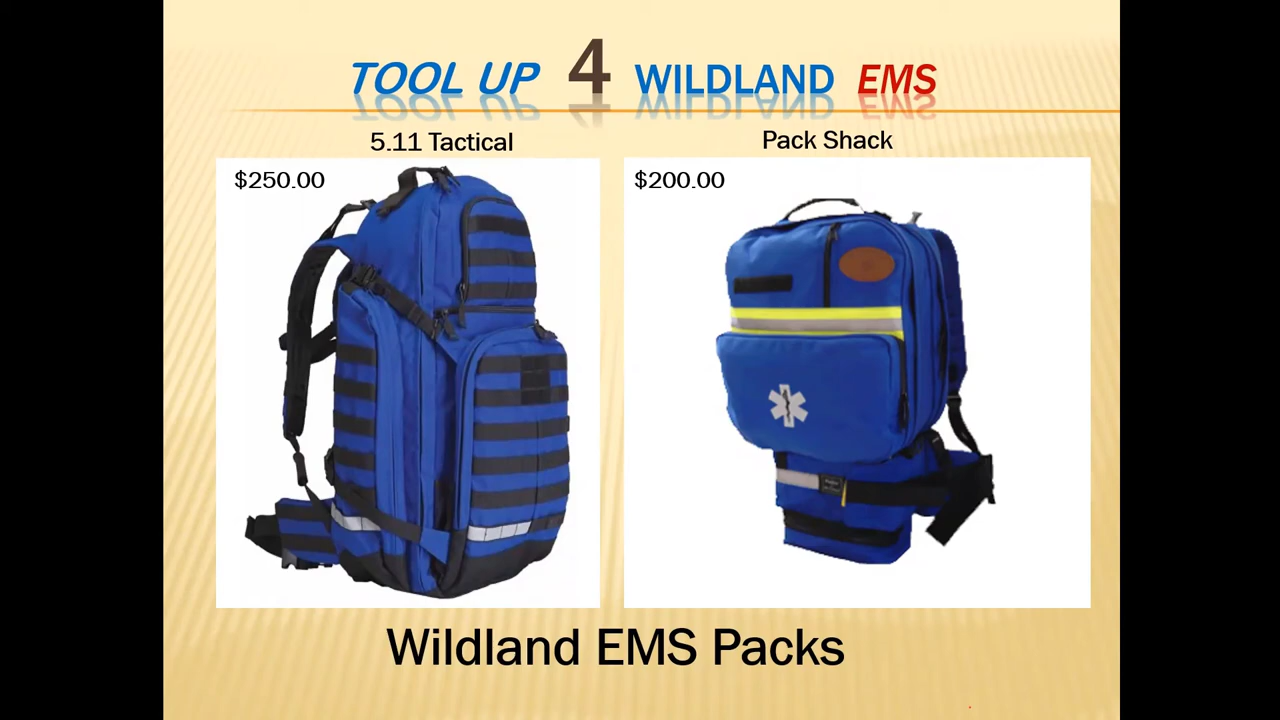 TOOL UP 4 WILDLAND EMS
5.11 Tactical
Pack Shack
$250.00
$200.00
Wildland EMS Packs